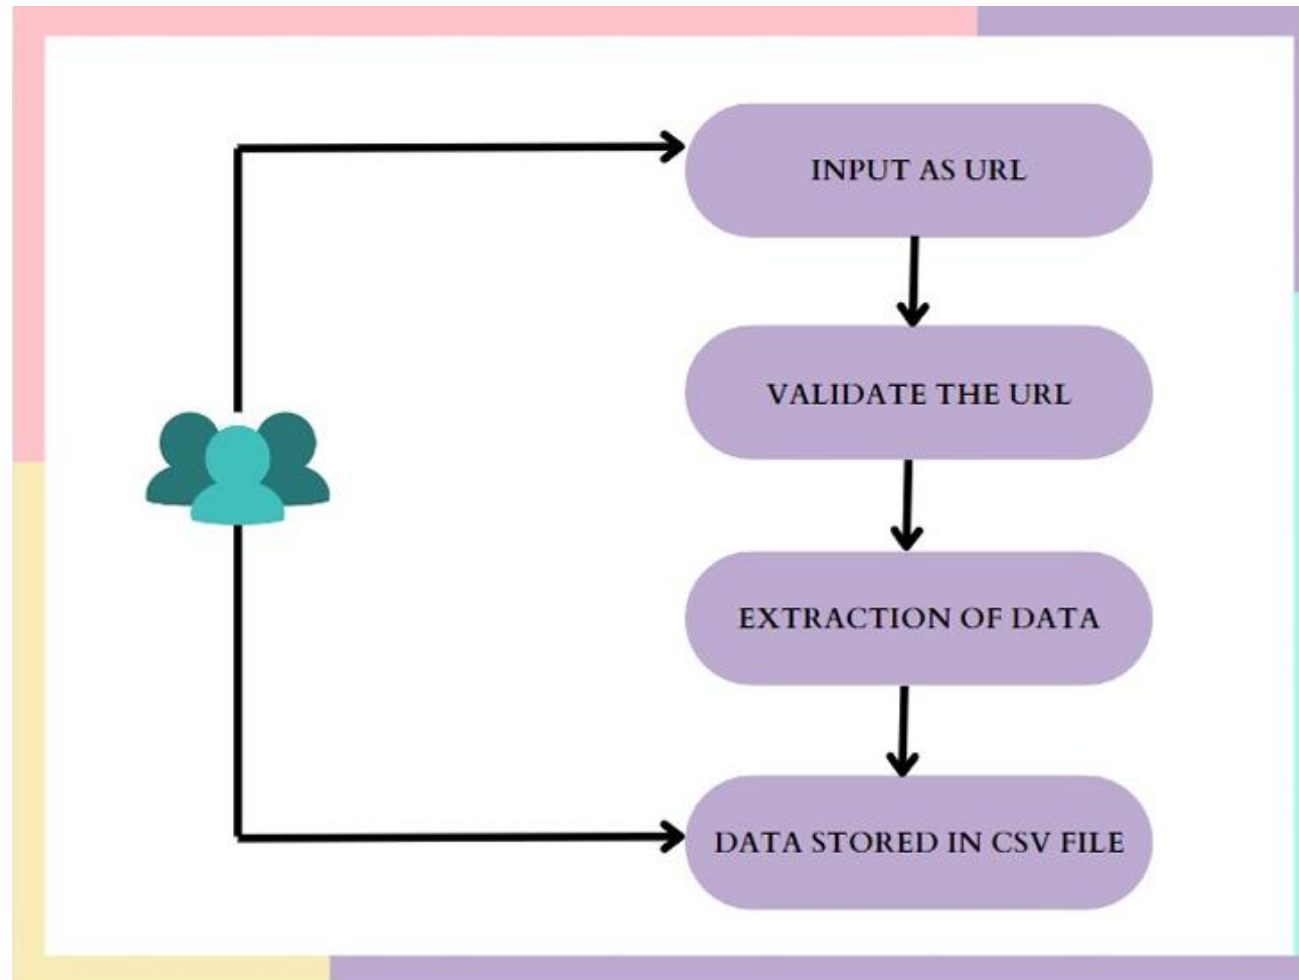 INPUT AS URL
VALIDATE THE URL
EXTRACTION OF DATA
DATA STORED IN CSV FILE